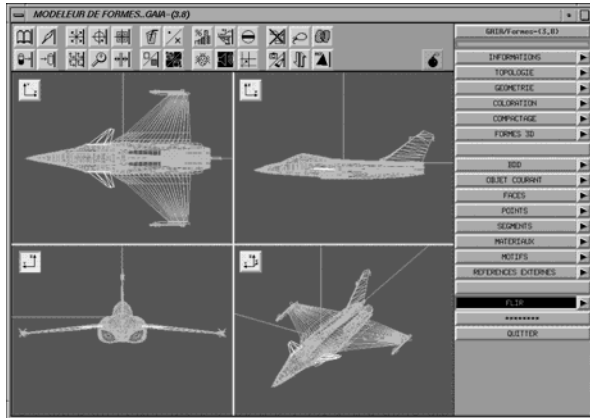 MODELEUR DE FORMES..GAIA-(3.8)
GAIA/Formes-(3,8)
INFORMATIONS
TOPOLOGIE
GEOMETRIE
COLORATION
COMPACTAGE
FORMES 3D
BDD
OBJET COURANT
FACES
POINTS
SEGMENTS
MATERIAUX
MOTIFS
REFERENCES EXTERNES
FLIR
********
QUITTER